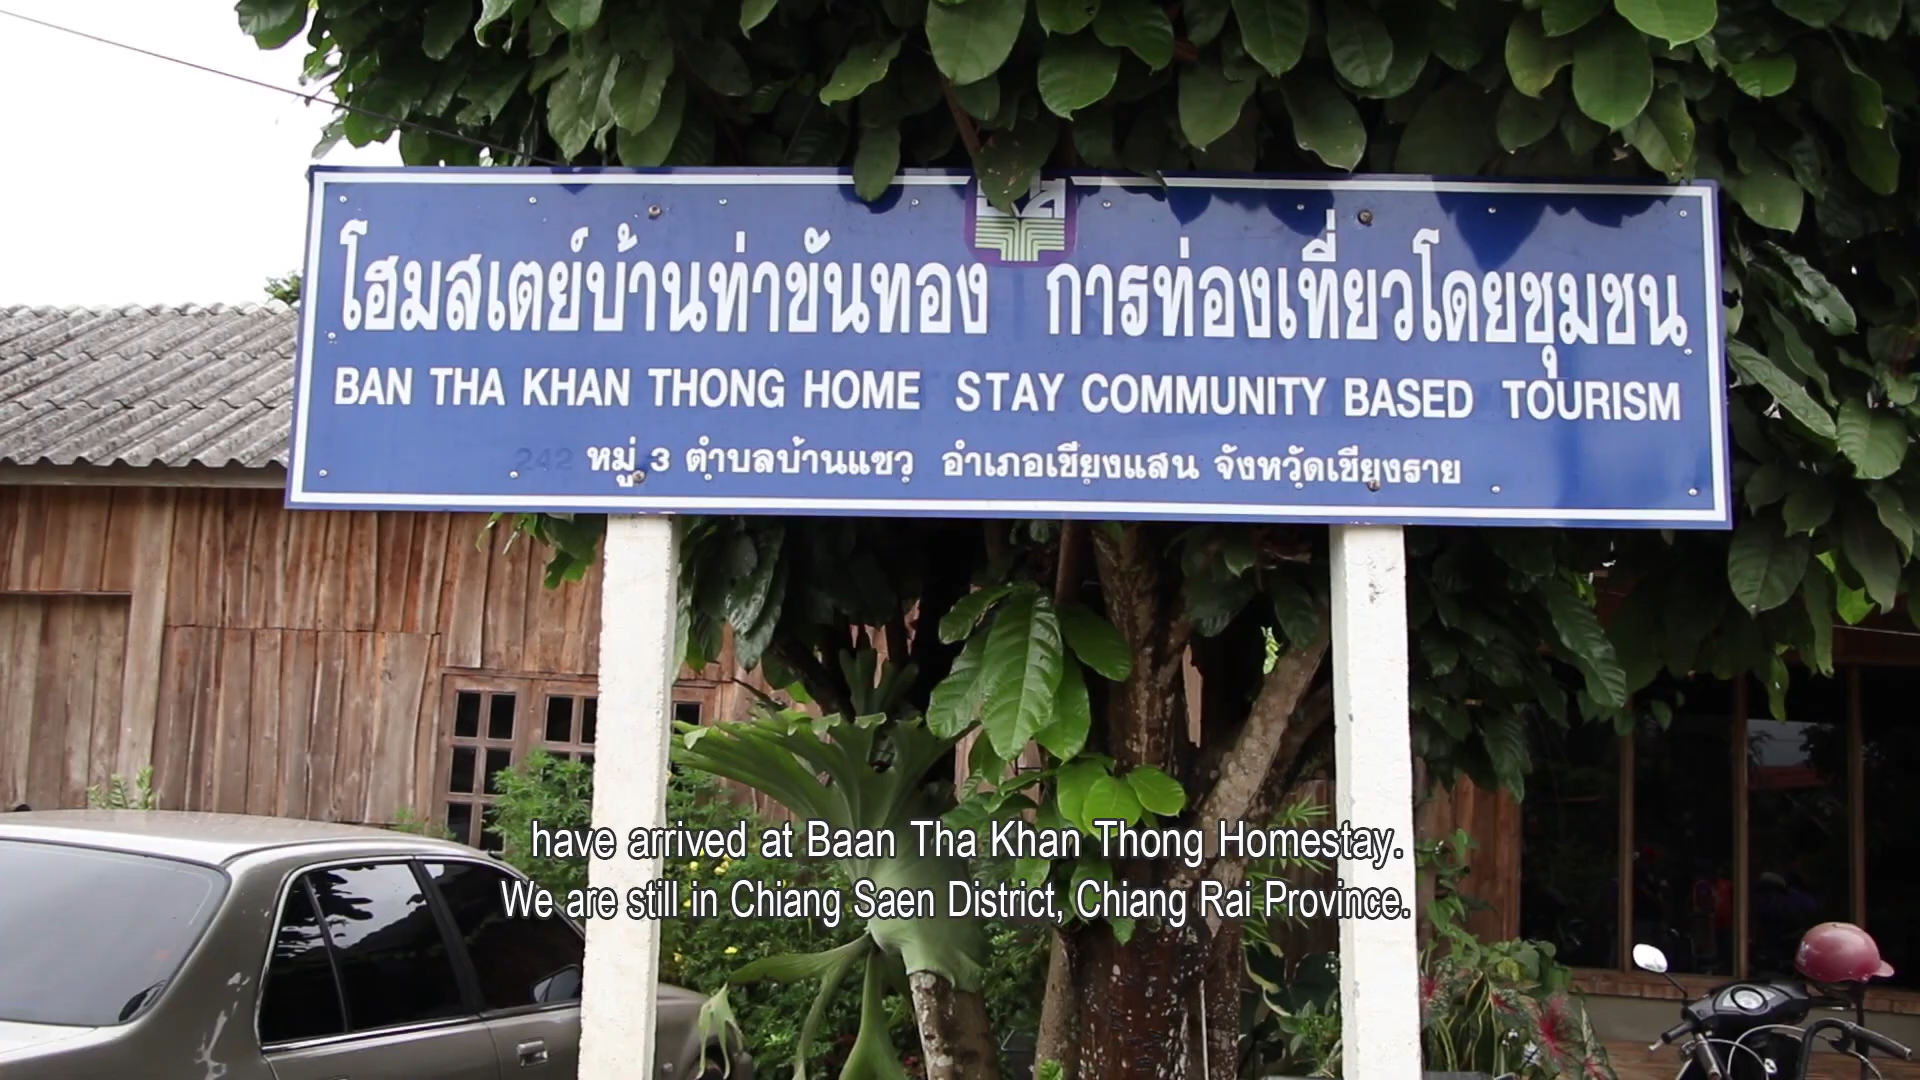 โฮมสเตย์บ้านท่าขันทอง การท่องเที่ยวโดยชุมชน
BAN THA KHAN THONG HOME STAY COMMUNITY BASED TOURISM
242 หมู่ 3 ตำบลบ้านแซว อำเภอเชียงแสน จังหวัดเชียงราย
have arrived at Baan Tha Khan Thong Homestay.
We are still in Chiang Saen District, Chiang Rai Province.